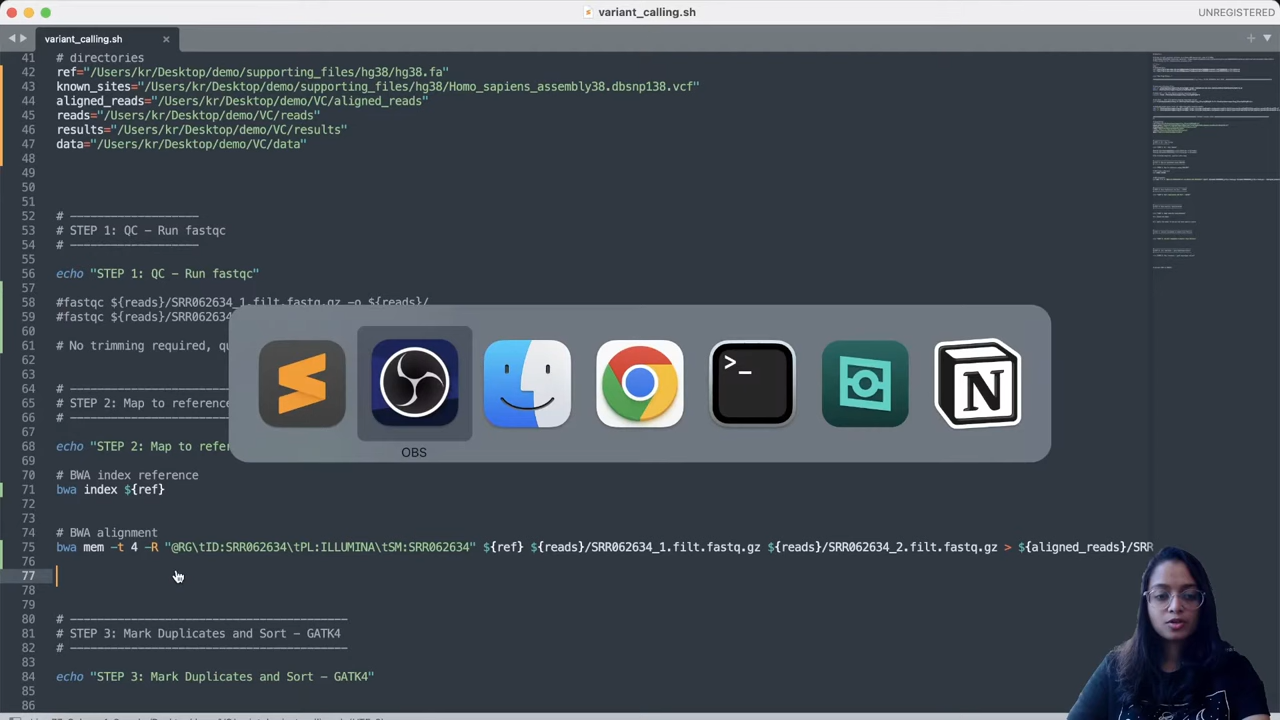 variant_calling.sh
UNREGISTERED
variant_calling.sh
41 # directories
42 ref="/Users/kr/Desktop/demo/supporting_files/hg38/hg38.fa"
43 known_sites="/Users/kr/Desktop/demo/supporting_files/hg38/Homo_sapiens_assembly38.dbsnp138.vcf"
44 aligned_reads="/Users/kr/Desktop/demo/VC/aligned_reads"
45 reads="/Users/kr/Desktop/demo/VC/reads"
46 results="/Users/kr/Desktop/demo/VC/results"
47 data="/Users/kr/Desktop/demo/VC/data"
48
49
50
51
52 # -------------------
53 # STEP 1: QC - Run fastqc
54 # -------------------
55
56 echo "STEP 1: QC - Run fastqc"
57
58 #fastqc ${reads}/SRR062634_1.filt.fastq.gz -o ${reads}/
59 #fastqc ${reads}/SRR062634
60
61 # No trimming required, qu
62
63
64 # -------------------
65 # STEP 2: Map to reference
66 # -------------------
67
68 echo "STEP 2: Map to refer
69
70 # BWA index reference
71 bwa index ${ref}
72
73
74 # BWA alignment
75 bwa mem -t 4 -R "@RG\tID:SRR062634\tPL:ILLUMINA\tSM:SRR062634" ${ref} ${reads}/SRR062634_1.filt.fastq.gz ${reads}/SRR062634_2.filt.fastq.gz > ${aligned_reads}/SRR
76
77
78
79
80 # -----------------------------------------
81 # STEP 3: Mark Duplicates and Sort - GATK4
82 # -----------------------------------------
83
84 echo "STEP 3: Mark Duplicates and Sort - GATK4"
85
86
OBS